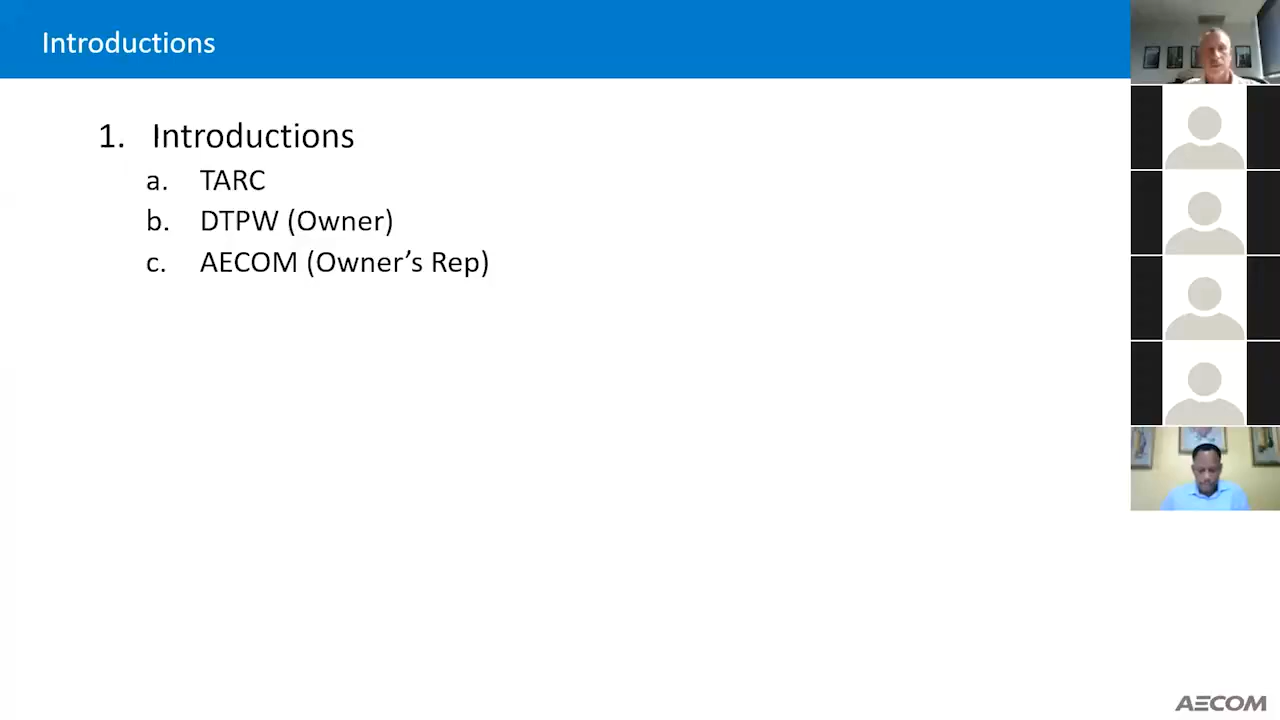 Introductions
1. Introductions
a. TARC
b. DTPW (Owner)
c. AECOM (Owner’s Rep)
AECOM